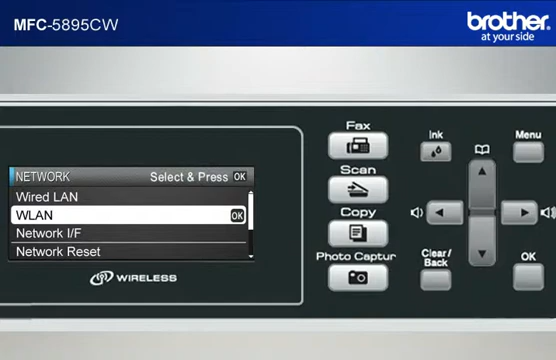 MFC-5895CW
brother
at your side
NETWORK Select & Press OK
Wired LAN
WLAN OK
Network I/F
Network Reset
WIRELESS
Fax
Scan
Copy
Photo Captur
Ink
Menu
Clear/
Back
OK